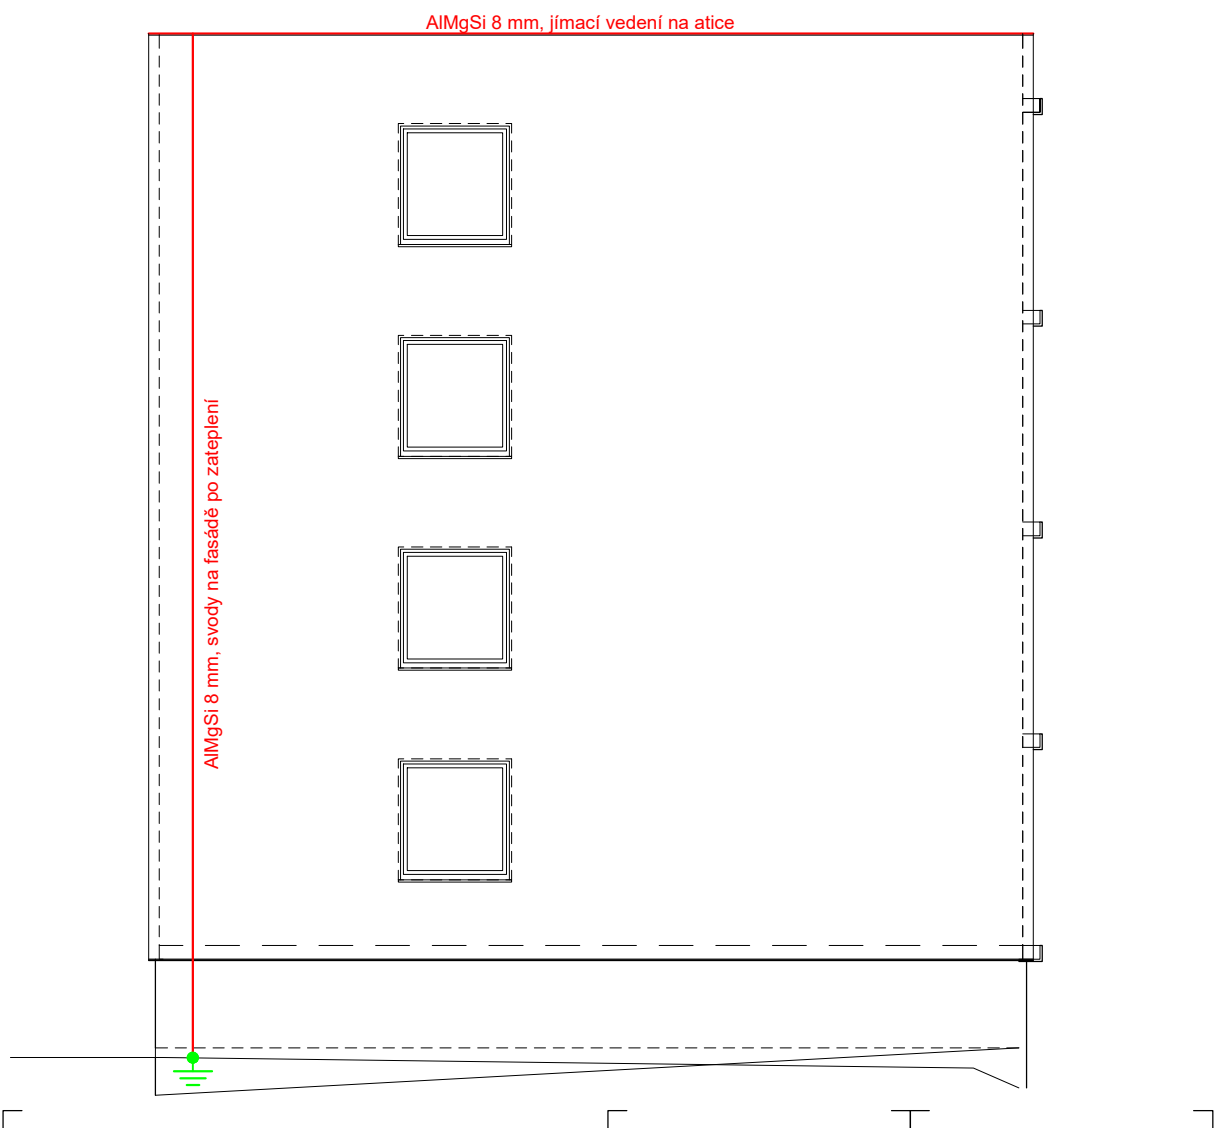 AlMgSi 8 mm, jímací vedení na atice
AlMgSi 8 mm, svody na fasádě po zateplení